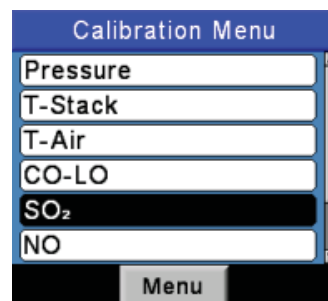 Calibration Menu
Pressure
T-Stack
T-Air
CO-LO
SO₂
NO
Menu